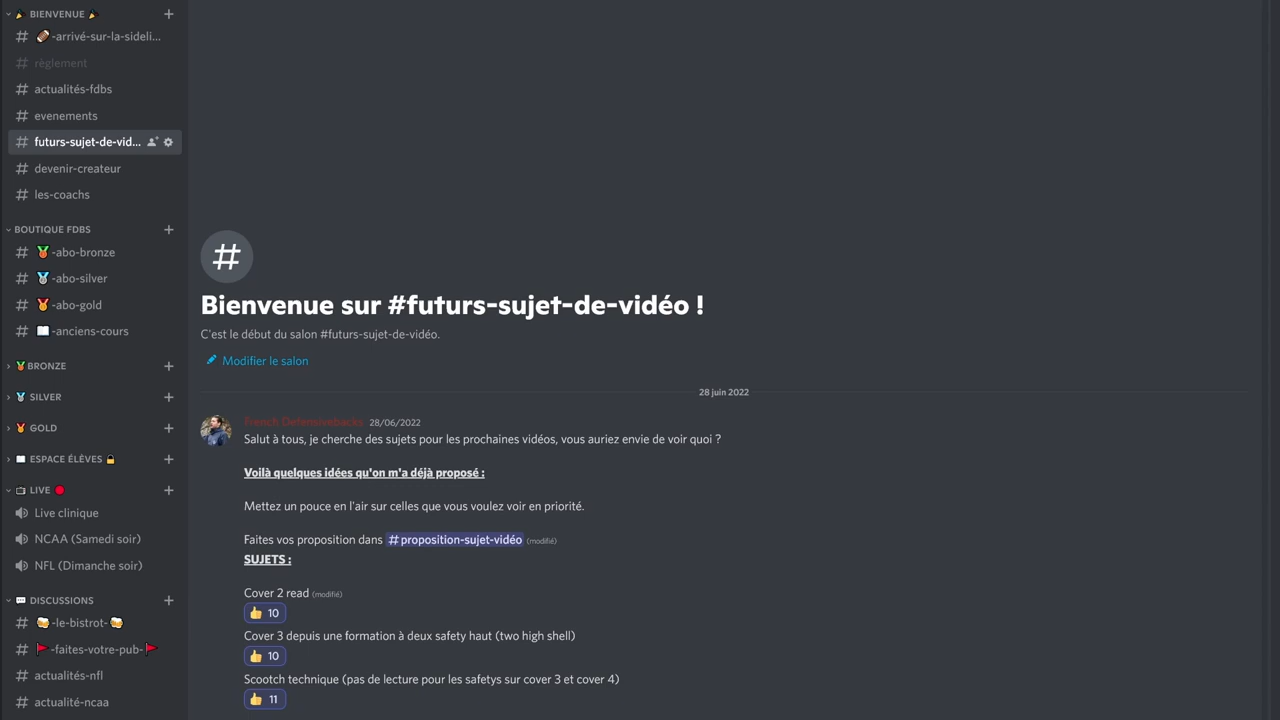 BIENVENUE
-arrivé-sur-la-sideli...
règlement
actualités-fdbs
evenements
futurs-sujet-de-vid...
devenir-createur
les-coachs
BOUTIQUE FDBS
-abo-bronze
-abo-silver
-abo-gold
-anciens-cours
BRONZE
SILVER
GOLD
ESPACE ÉLÈVES
LIVE
Live clinique
NCAA (Samedi soir)
NFL (Dimanche soir)
DISCUSSIONS
-le-bistrot-
-faites-votre-pub-
actualités-nfl
actualité-ncaa
Bienvenue sur #futurs-sujet-de-vidéo !
C'est le début du salon #futurs-sujet-de-vidéo.
Modifier le salon
28 juin 2022
French Defensivebacks 28/06/2022
Salut à tous, je cherche des sujets pour les prochaines vidéos, vous auriez envie de voir quoi ?
Voilà quelques idées qu'on m'a déjà proposé :
Mettez un pouce en l'air sur celles que vous voulez voir en priorité.
Faites vos proposition dans #proposition-sujet-vidéo (modifié)
SUJETS :
Cover 2 read (modifié)
10
Cover 3 depuis une formation à deux safety haut (two high shell)
10
Scootch technique (pas de lecture pour les safetys sur cover 3 et cover 4)
11